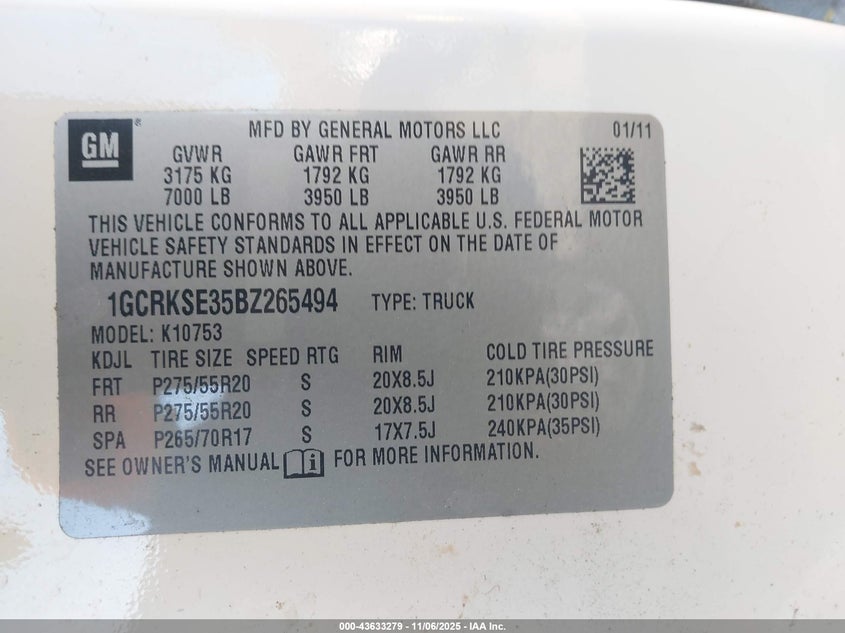 GM
MFD BY GENERAL MOTORS LLC 01/11
GVWR GAWR FRT GAWR RR
3175 KG 1792 KG 1792 KG
7000 LB 3950 LB 3950 LB
THIS VEHICLE CONFORMS TO ALL APPLICABLE U.S. FEDERAL MOTOR
VEHICLE SAFETY STANDARDS IN EFFECT ON THE DATE OF
MANUFACTURE SHOWN ABOVE.
1GCRKSE35BZ265494 TYPE: TRUCK
MODEL: K10753
KDJL TIRE SIZE SPEED RTG RIM COLD TIRE PRESSURE
FRT P275/55R20 S 20X8.5J 210KPA(30PSI)
RR P275/55R20 S 20X8.5J 210KPA(30PSI)
SPA P265/70R17 S 17X7.5J 240KPA(35PSI)
SEE OWNER'S MANUAL FOR MORE INFORMATION.
000-43633279 - 11/06/2025 - IAA Inc.